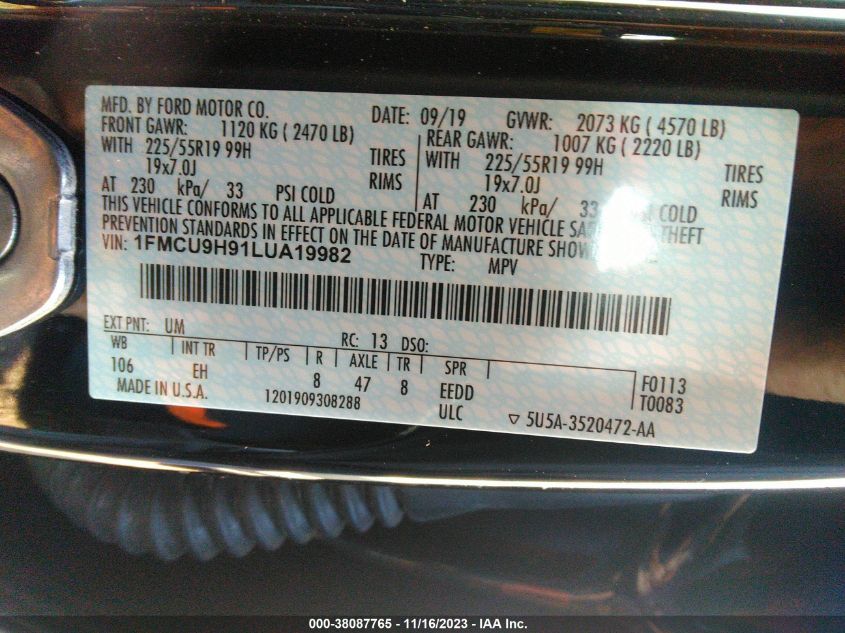 MFD. BY FORD MOTOR CO. DATE: 09/19 GVWR: 2073 KG ( 4570 LB)
FRONT GAWR: 1120 KG ( 2470 LB) REAR GAWR: 1007 KG ( 2220 LB)
WITH 225/55R19 99H TIRES WITH 225/55R19 99H TIRES
19x7.0J RIMS 19x7.0J RIMS
AT 230 kPa/ 33 PSI COLD AT 230 kPa/ 33 PSI COLD
THIS VEHICLE CONFORMS TO ALL APPLICABLE FEDERAL MOTOR VEHICLE THEFT
PREVENTION STANDARDS IN EFFECT ON THE DATE OF MANUFACTURE
VIN: 1FMCU9H91LUA19982 TYPE: MPV
EXT PNT: UM RC: 13 DSO:
WB INT TR TP/PS R AXLE TR SPR F0113
106 EH 8 47 8 EEDD T0083
MADE IN U.S.A. 1201909308288 ULC ▽ 5U5A-3520472-AA
000-38087765 - 11/16/2023 - IAA Inc.